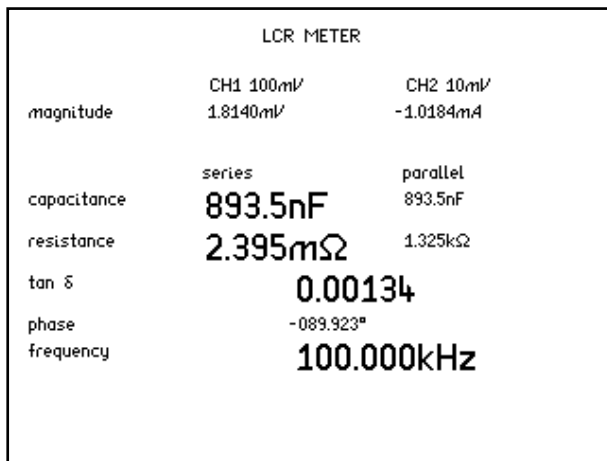 LCR METER
CH1 100mV CH2 10mV
magnitude 1.8140mV -1.0184mA
series parallel
capacitance 893.5nF 893.5nF
resistance 2.395mΩ 1.325kΩ
tan δ 0.00134
phase -089.923°
frequency 100.000kHz